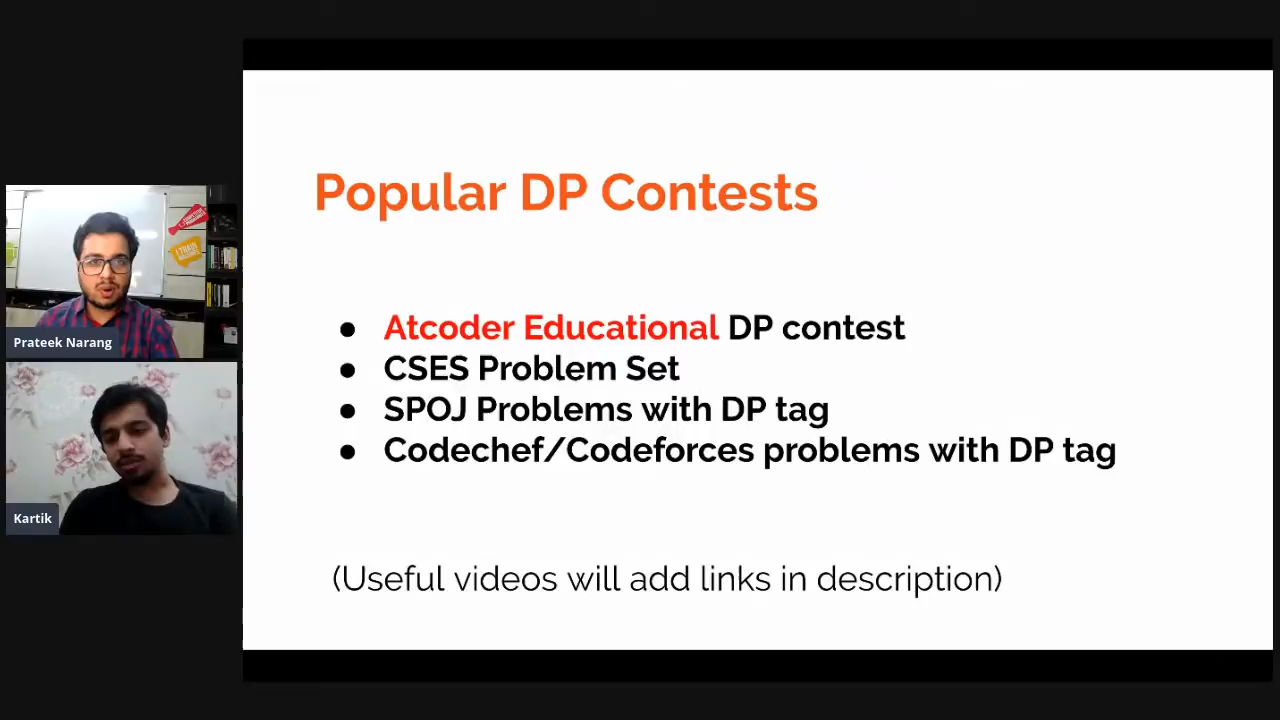 Popular DP Contests
● Atcoder Educational DP contest
● CSES Problem Set
● SPOJ Problems with DP tag
● Codechef/Codeforces problems with DP tag
(Useful videos will add links in description)
Prateek Narang
Kartik